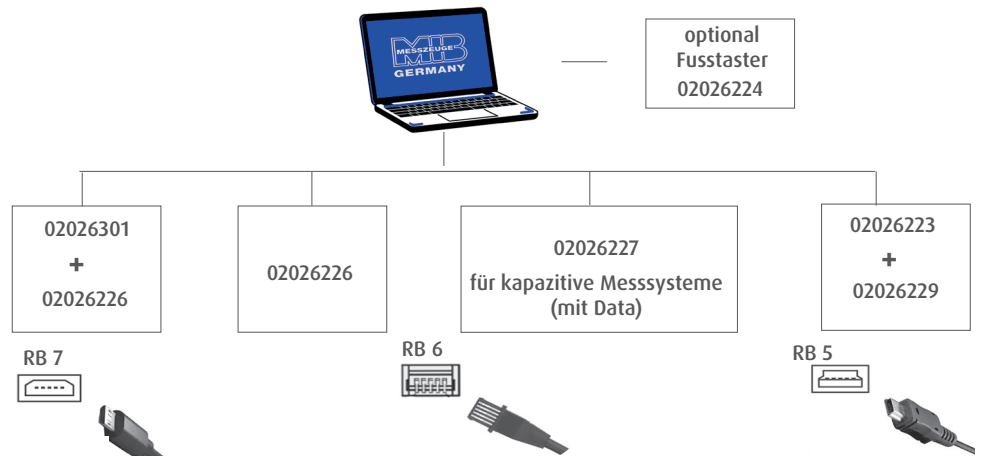 MIB
MESSZEUGE
GERMANY
optional
Fusstaster
02026224
02026301
+
02026226
02026226
02026227
für kapazitive Messsysteme
(mit Data)
02026223
+
02026229
RB 7
RB 6
RB 5